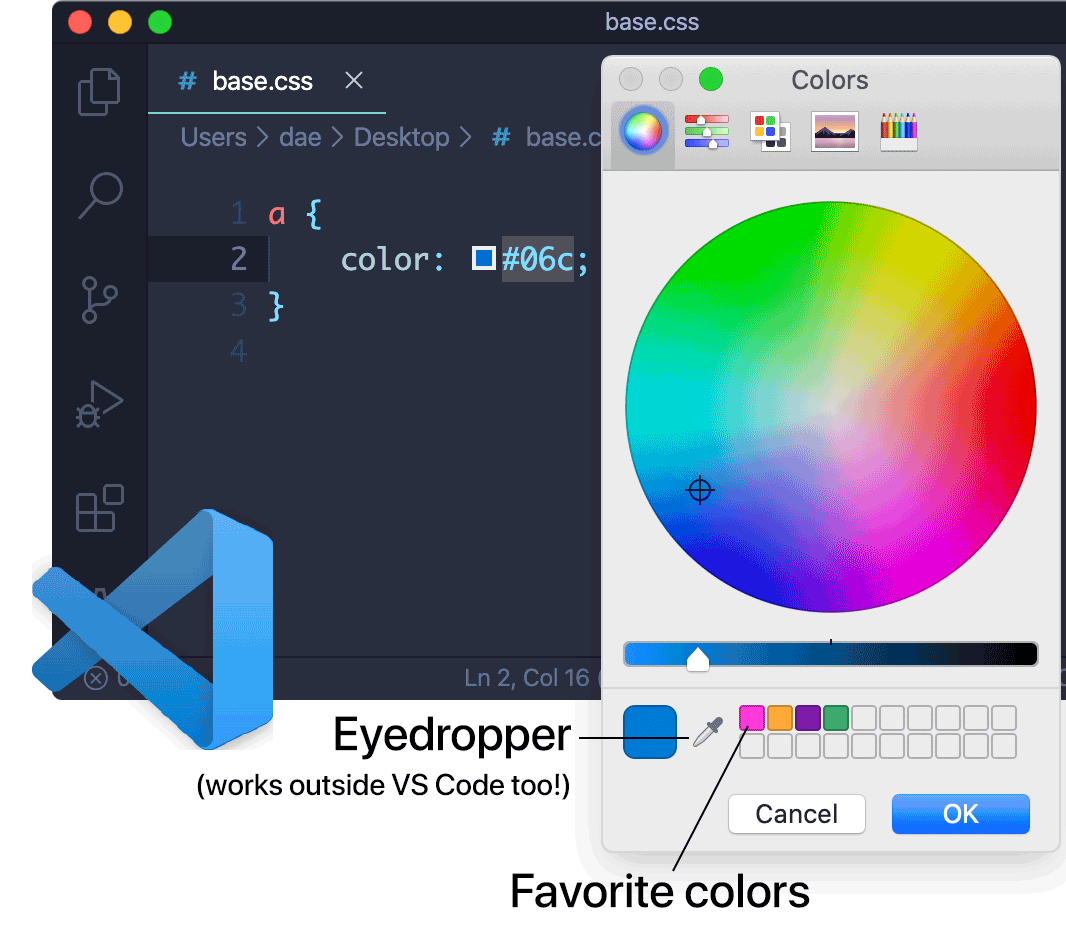 base.css
# base.css
Users > dae > Desktop > # base.c
1 a {
2 color: #06c;
3 }
4
Ln 2, Col 16
Colors
Eyedropper
(works outside VS Code too!)
Cancel
OK
Favorite colors